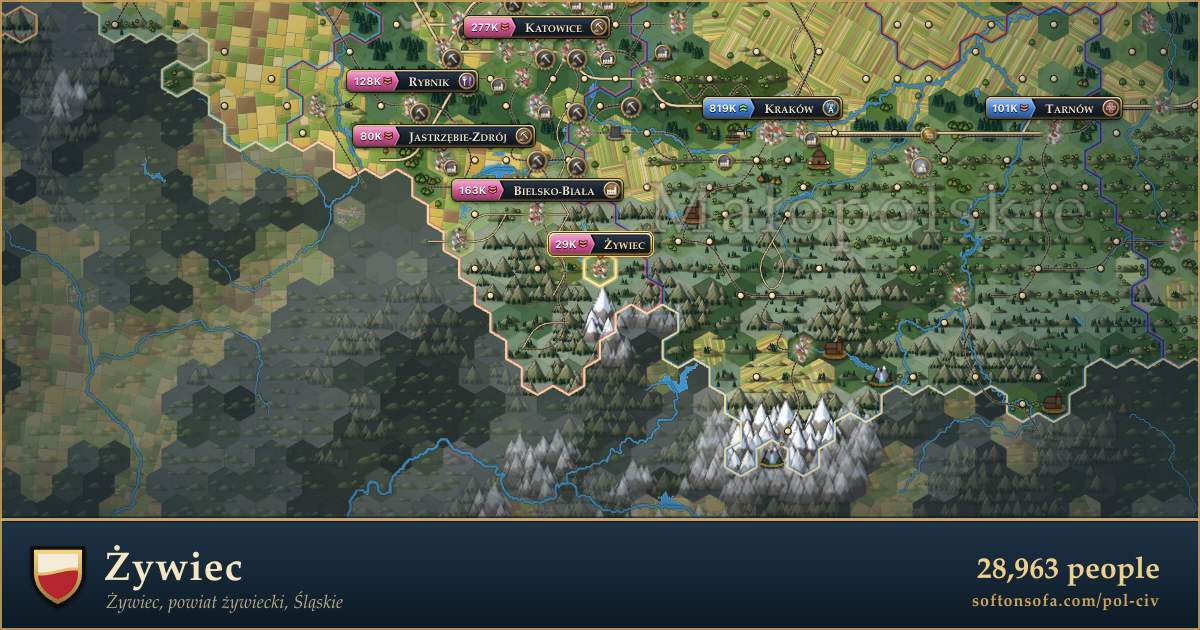 277K Katowice
128K Rybnik
819K Kraków
101K Tarnów
80K Jastrzębie-Zdrój
163K Bielsko-Biała
Małopolskie
29K Żywiec
Żywiec
Żywiec, powiat żywiecki, Śląskie
28,963 people
softonsofa.com/pol-civ